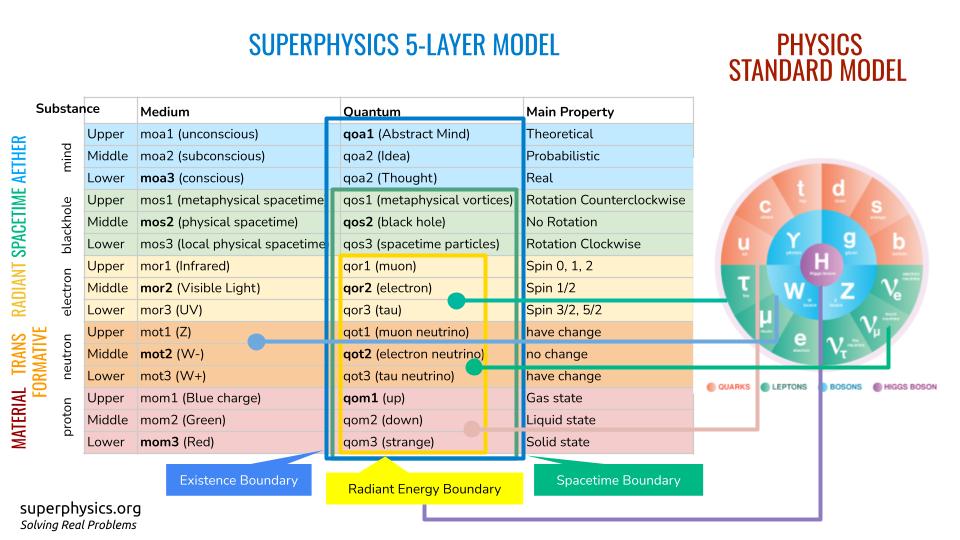 SUPERPHYSICS 5-LAYER MODEL
PHYSICS
STANDARD MODEL
Substance Medium Quantum Main Property
AETHER
mind
Upper moa1 (unconscious) qoa1 (Abstract Mind) Theoretical
Middle moa2 (subconscious) qoa2 (Idea) Probabilistic
Lower moa3 (conscious) qoa2 (Thought) Real
SPACETIME
blackhole
Upper mos1 (metaphysical spacetime qos1 (metaphysical vortices) Rotation Counterclockwise
Middle mos2 (physical spacetime) qos2 (black hole) No Rotation
Lower mos3 (local physical spacetime qos3 (spacetime particles) Rotation Clockwise
RADIANT
electron
Upper mor1 (Infrared) qor1 (muon) Spin 0, 1, 2
Middle mor2 (Visible Light) qor2 (electron) Spin 1/2
Lower mor3 (UV) qor3 (tau) Spin 3/2, 5/2
TRANS
FORMATIVE
neutron
Upper mot1 (Z) qot1 (muon neutrino) have change
Middle mot2 (W-) qot2 (electron neutrino) no change
Lower mot3 (W+) qot3 (tau neutrino) have change
MATERIAL
proton
Upper mom1 (Blue charge) qom1 (up) Gas state
Middle mom2 (Green) qom2 (down) Liquid state
Lower mom3 (Red) qom3 (strange) Solid state
t d
c s
u γ g b
H
Higgs boson
τ W Z νe
μ νμ
e ντ
QUARKS LEPTONS BOSONS HIGGS BOSON
Existence Boundary
Radiant Energy Boundary
Spacetime Boundary
superphysics.org
Solving Real Problems